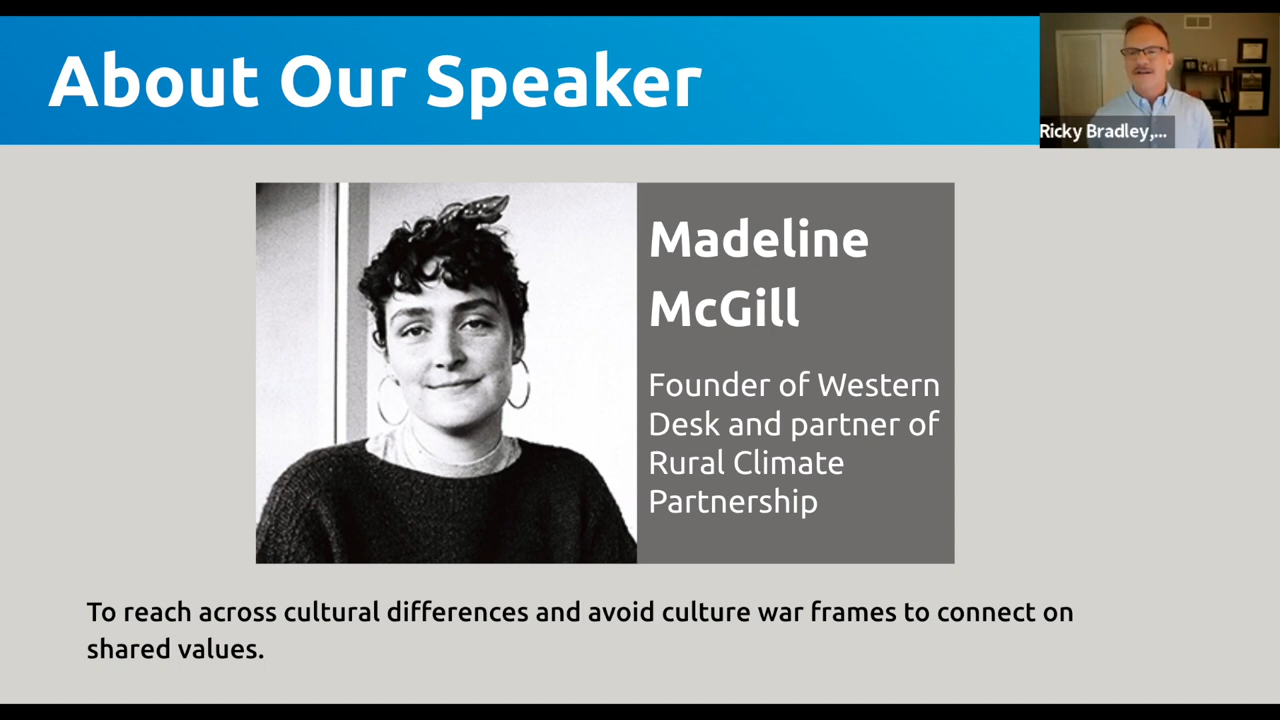 About Our Speaker
Ricky Bradley,...
Madeline
McGill
Founder of Western
Desk and partner of
Rural Climate
Partnership
To reach across cultural differences and avoid culture war frames to connect on
shared values.